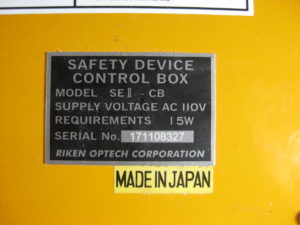 SAFETY DEVICE
CONTROL BOX
MODEL SEⅡ-CB
SUPPLY VOLTAGE AC 110V
REQUIREMENTS 15W
SERIAL No. 171108327
RIKEN OPTECH CORPORATION
MADE IN JAPAN